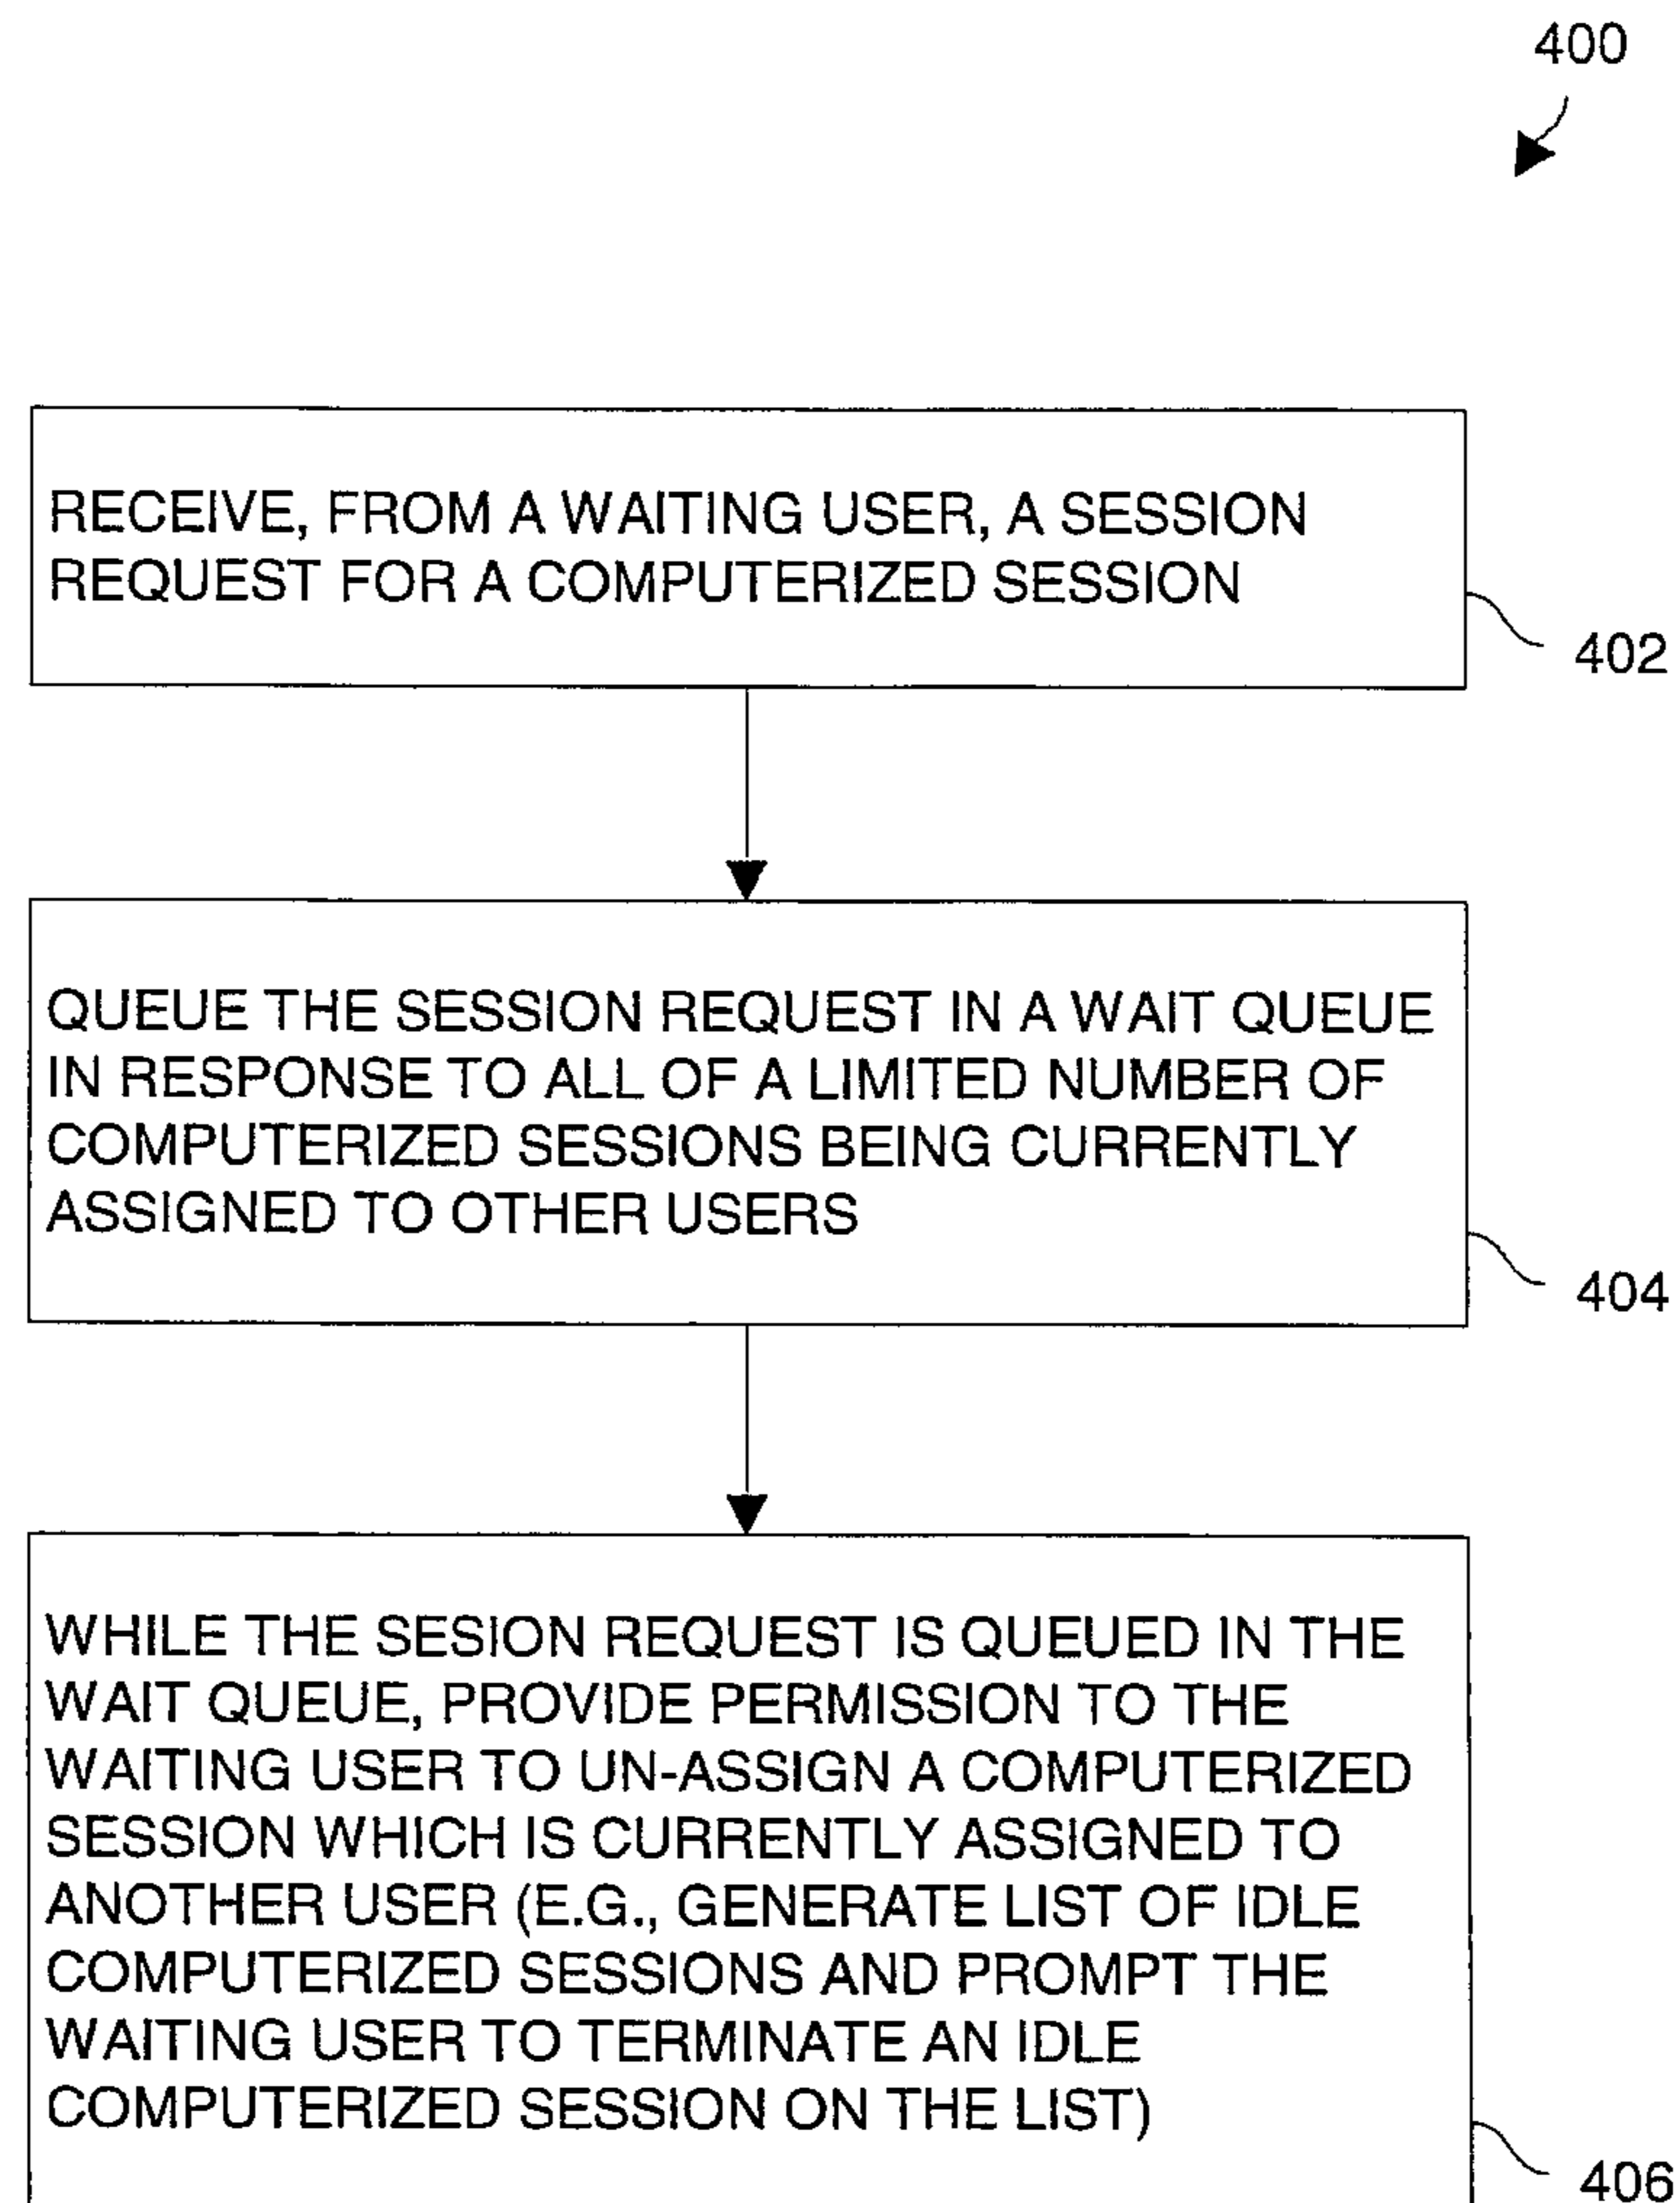 400
RECEIVE, FROM A WAITING USER, A SESSION
REQUEST FOR A COMPUTERIZED SESSION
402
QUEUE THE SESSION REQUEST IN A WAIT QUEUE
IN RESPONSE TO ALL OF A LIMITED NUMBER OF
COMPUTERIZED SESSIONS BEING CURRENTLY
ASSIGNED TO OTHER USERS
404
WHILE THE SESION REQUEST IS QUEUED IN THE
WAIT QUEUE, PROVIDE PERMISSION TO THE
WAITING USER TO UN-ASSIGN A COMPUTERIZED
SESSION WHICH IS CURRENTLY ASSIGNED TO
ANOTHER USER (E.G., GENERATE LIST OF IDLE
COMPUTERIZED SESSIONS AND PROMPT THE
WAITING USER TO TERMINATE AN IDLE
COMPUTERIZED SESSION ON THE LIST)
406